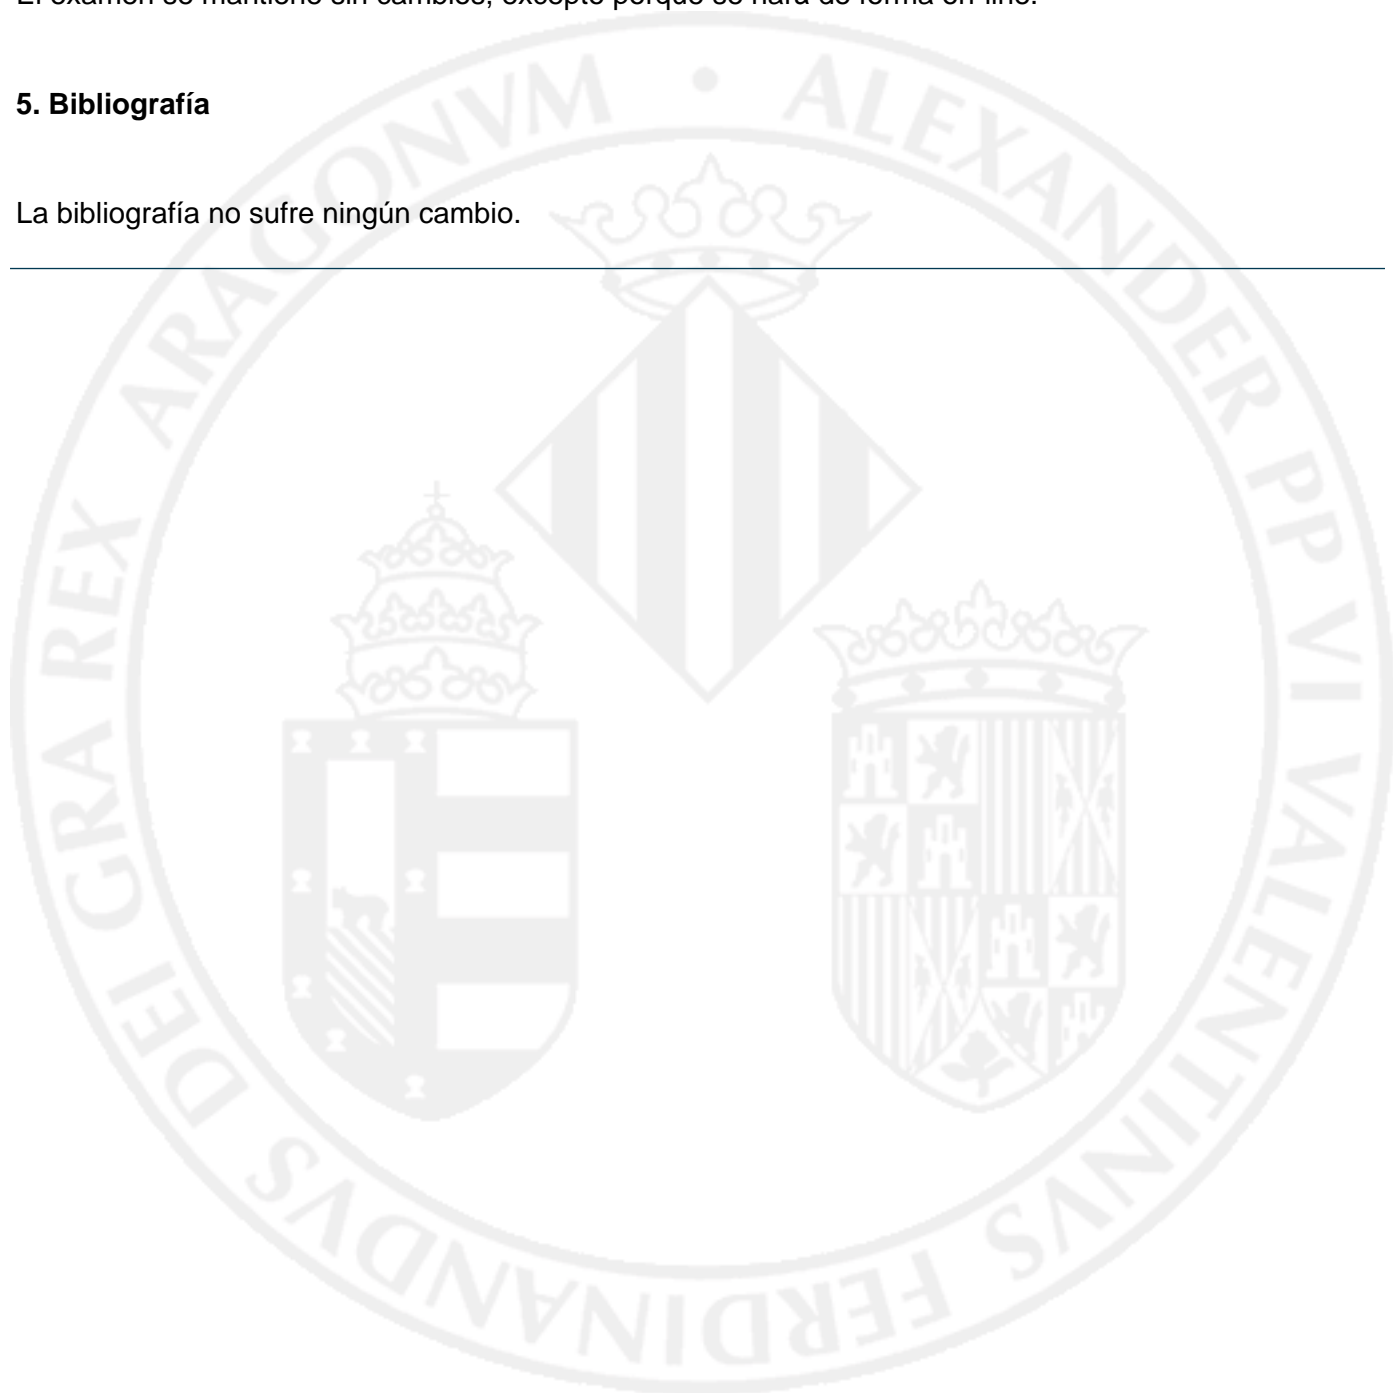 El examen se mantiene sin cambios, excepto porque se hará de forma on-line.
5. Bibliografía
La bibliografía no sufre ningún cambio.
ALEXANDER PP VI VALENTINVS FERDINANDVS DEI GRA REX ARAGONVM